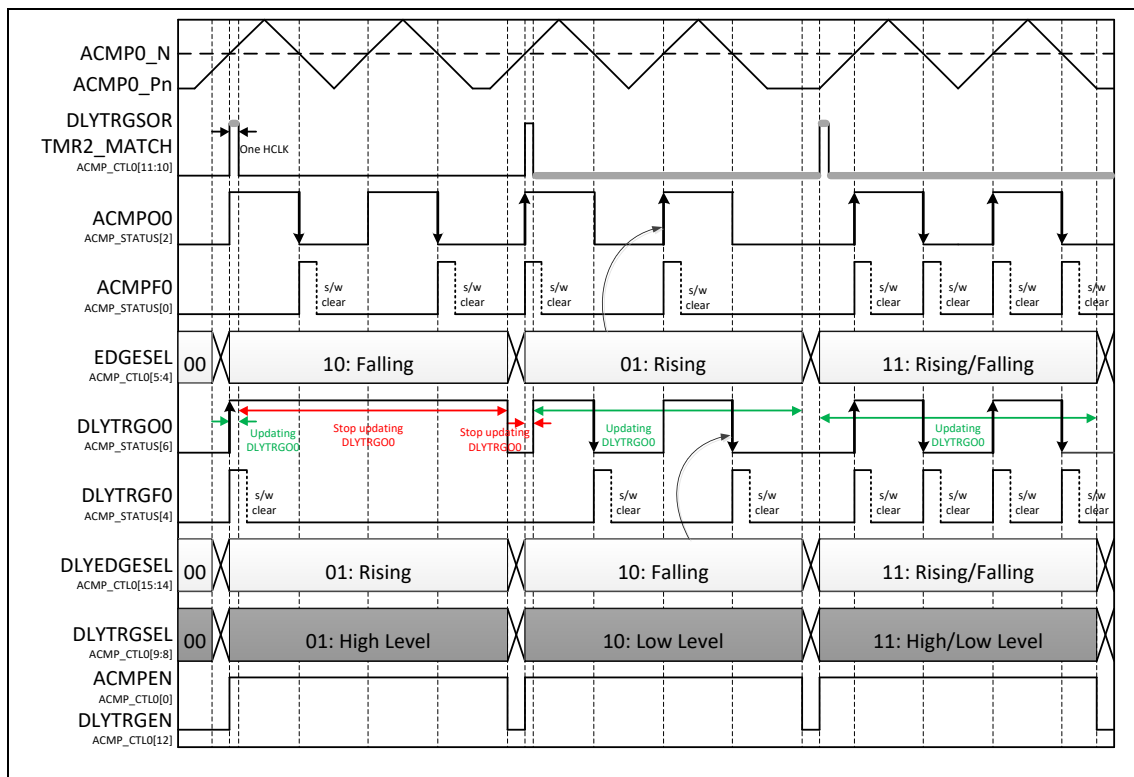 ACMP0_N
ACMP0_Pn
DLYTRGSOR
TMR2_MATCH
ACMP_CTL0[11:10]
One HCLK
ACMPO0
ACMP_STATUS[2]
ACMPF0
ACMP_STATUS[0]
s/w
clear
s/w
clear
s/w
clear
s/w
clear
s/w
clear
s/w
clear
s/w
clear
s/w
clear
EDGESEL
ACMP_CTL0[5:4]
00
10: Falling
01: Rising
11: Rising/Falling
DLYTRGO0
ACMP_STATUS[6]
Updating
DLYTRGO0
Stop updating
DLYTRGO0
Stop updating
DLYTRGO0
Updating
DLYTRGO0
Updating
DLYTRGO0
DLYTRGF0
ACMP_STATUS[4]
s/w
clear
s/w
clear
s/w
clear
s/w
clear
s/w
clear
s/w
clear
s/w
clear
DLYEDGESEL
ACMP_CTL0[15:14]
00
01: Rising
10: Falling
11: Rising/Falling
DLYTRGSEL
ACMP_CTL0[9:8]
00
01: High Level
10: Low Level
11: High/Low Level
ACMPEN
ACMP_CTL0[0]
DLYTRGEN
ACMP_CTL0[12]